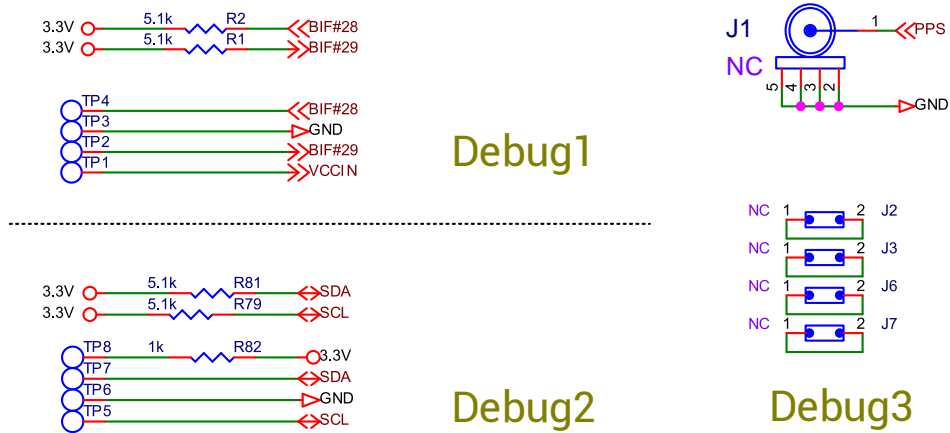 3.3V 5.1k R2 BIF#28
3.3V 5.1k R1 BIF#29
TP4 BIF#28
TP3 GND
TP2 BIF#29
TP1 VCCIN
Debug1
J1 1 PPS
NC
5 4 3 2 GND
3.3V 5.1k R81 SDA
3.3V 5.1k R79 SCL
TP8 1k R82 3.3V
TP7 SDA
TP6 GND
TP5 SCL
Debug2
NC 1 2 J2
NC 1 2 J3
NC 1 2 J6
NC 1 2 J7
Debug3